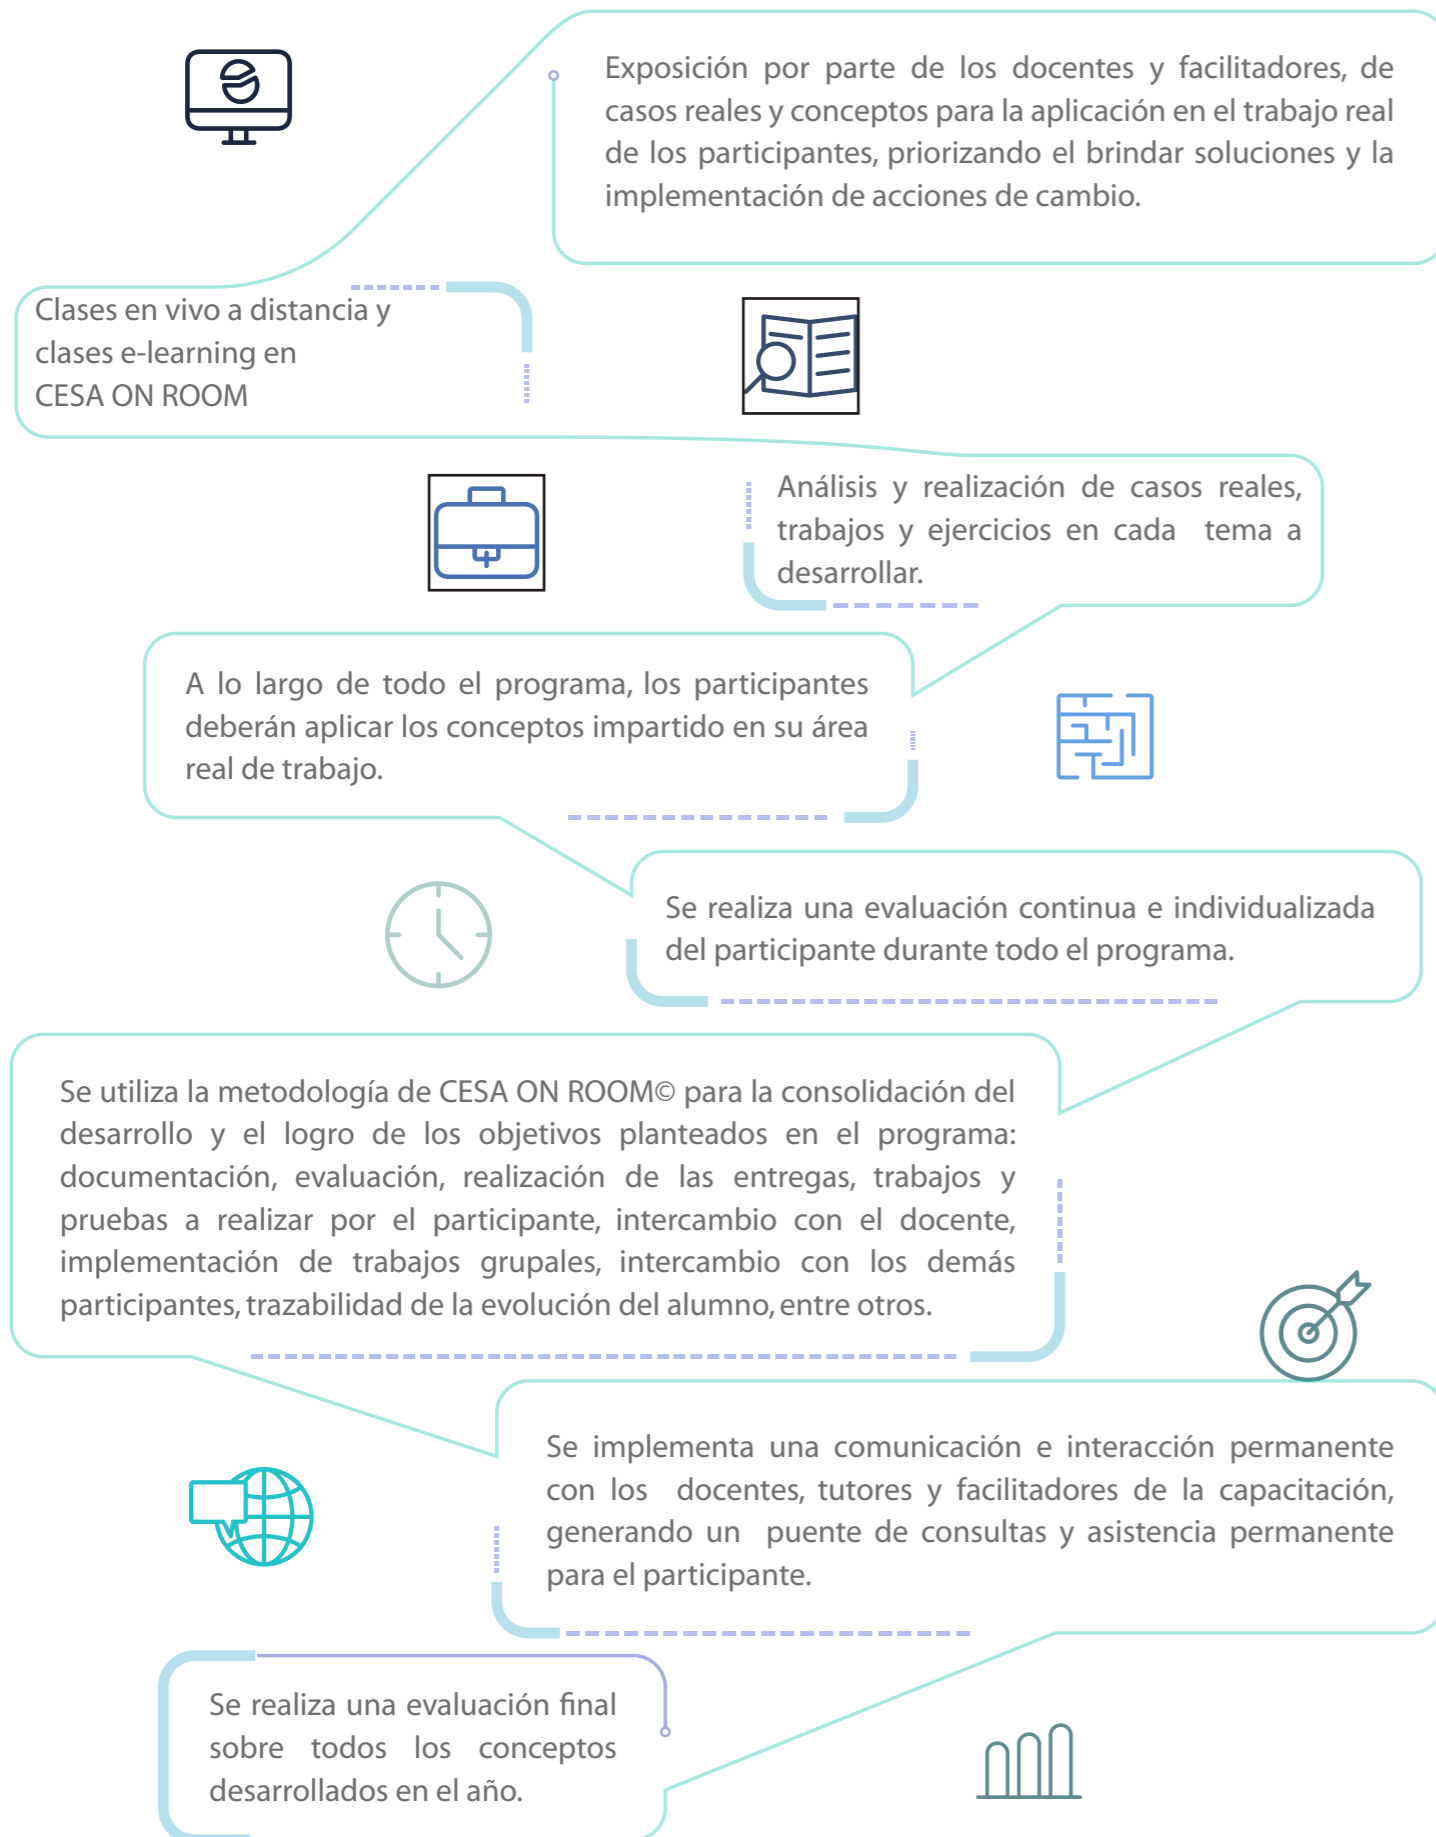 Exposición por parte de los docentes y facilitadores, de
casos reales y conceptos para la aplicación en el trabajo real
de los participantes, priorizando el brindar soluciones y la
implementación de acciones de cambio.
Clases en vivo a distancia y
clases e-learning en
CESA ON ROOM
Análisis y realización de casos reales,
trabajos y ejercicios en cada tema a
desarrollar.
A lo largo de todo el programa, los participantes
deberán aplicar los conceptos impartido en su área
real de trabajo.
Se realiza una evaluación continua e individualizada
del participante durante todo el programa.
Se utiliza la metodología de CESA ON ROOM© para la consolidación del
desarrollo y el logro de los objetivos planteados en el programa:
documentación, evaluación, realización de las entregas, trabajos y
pruebas a realizar por el participante, intercambio con el docente,
implementación de trabajos grupales, intercambio con los demás
participantes, trazabilidad de la evolución del alumno, entre otros.
Se implementa una comunicación e interacción permanente
con los docentes, tutores y facilitadores de la capacitación,
generando un puente de consultas y asistencia permanente
para el participante.
Se realiza una evaluación final
sobre todos los conceptos
desarrollados en el año.